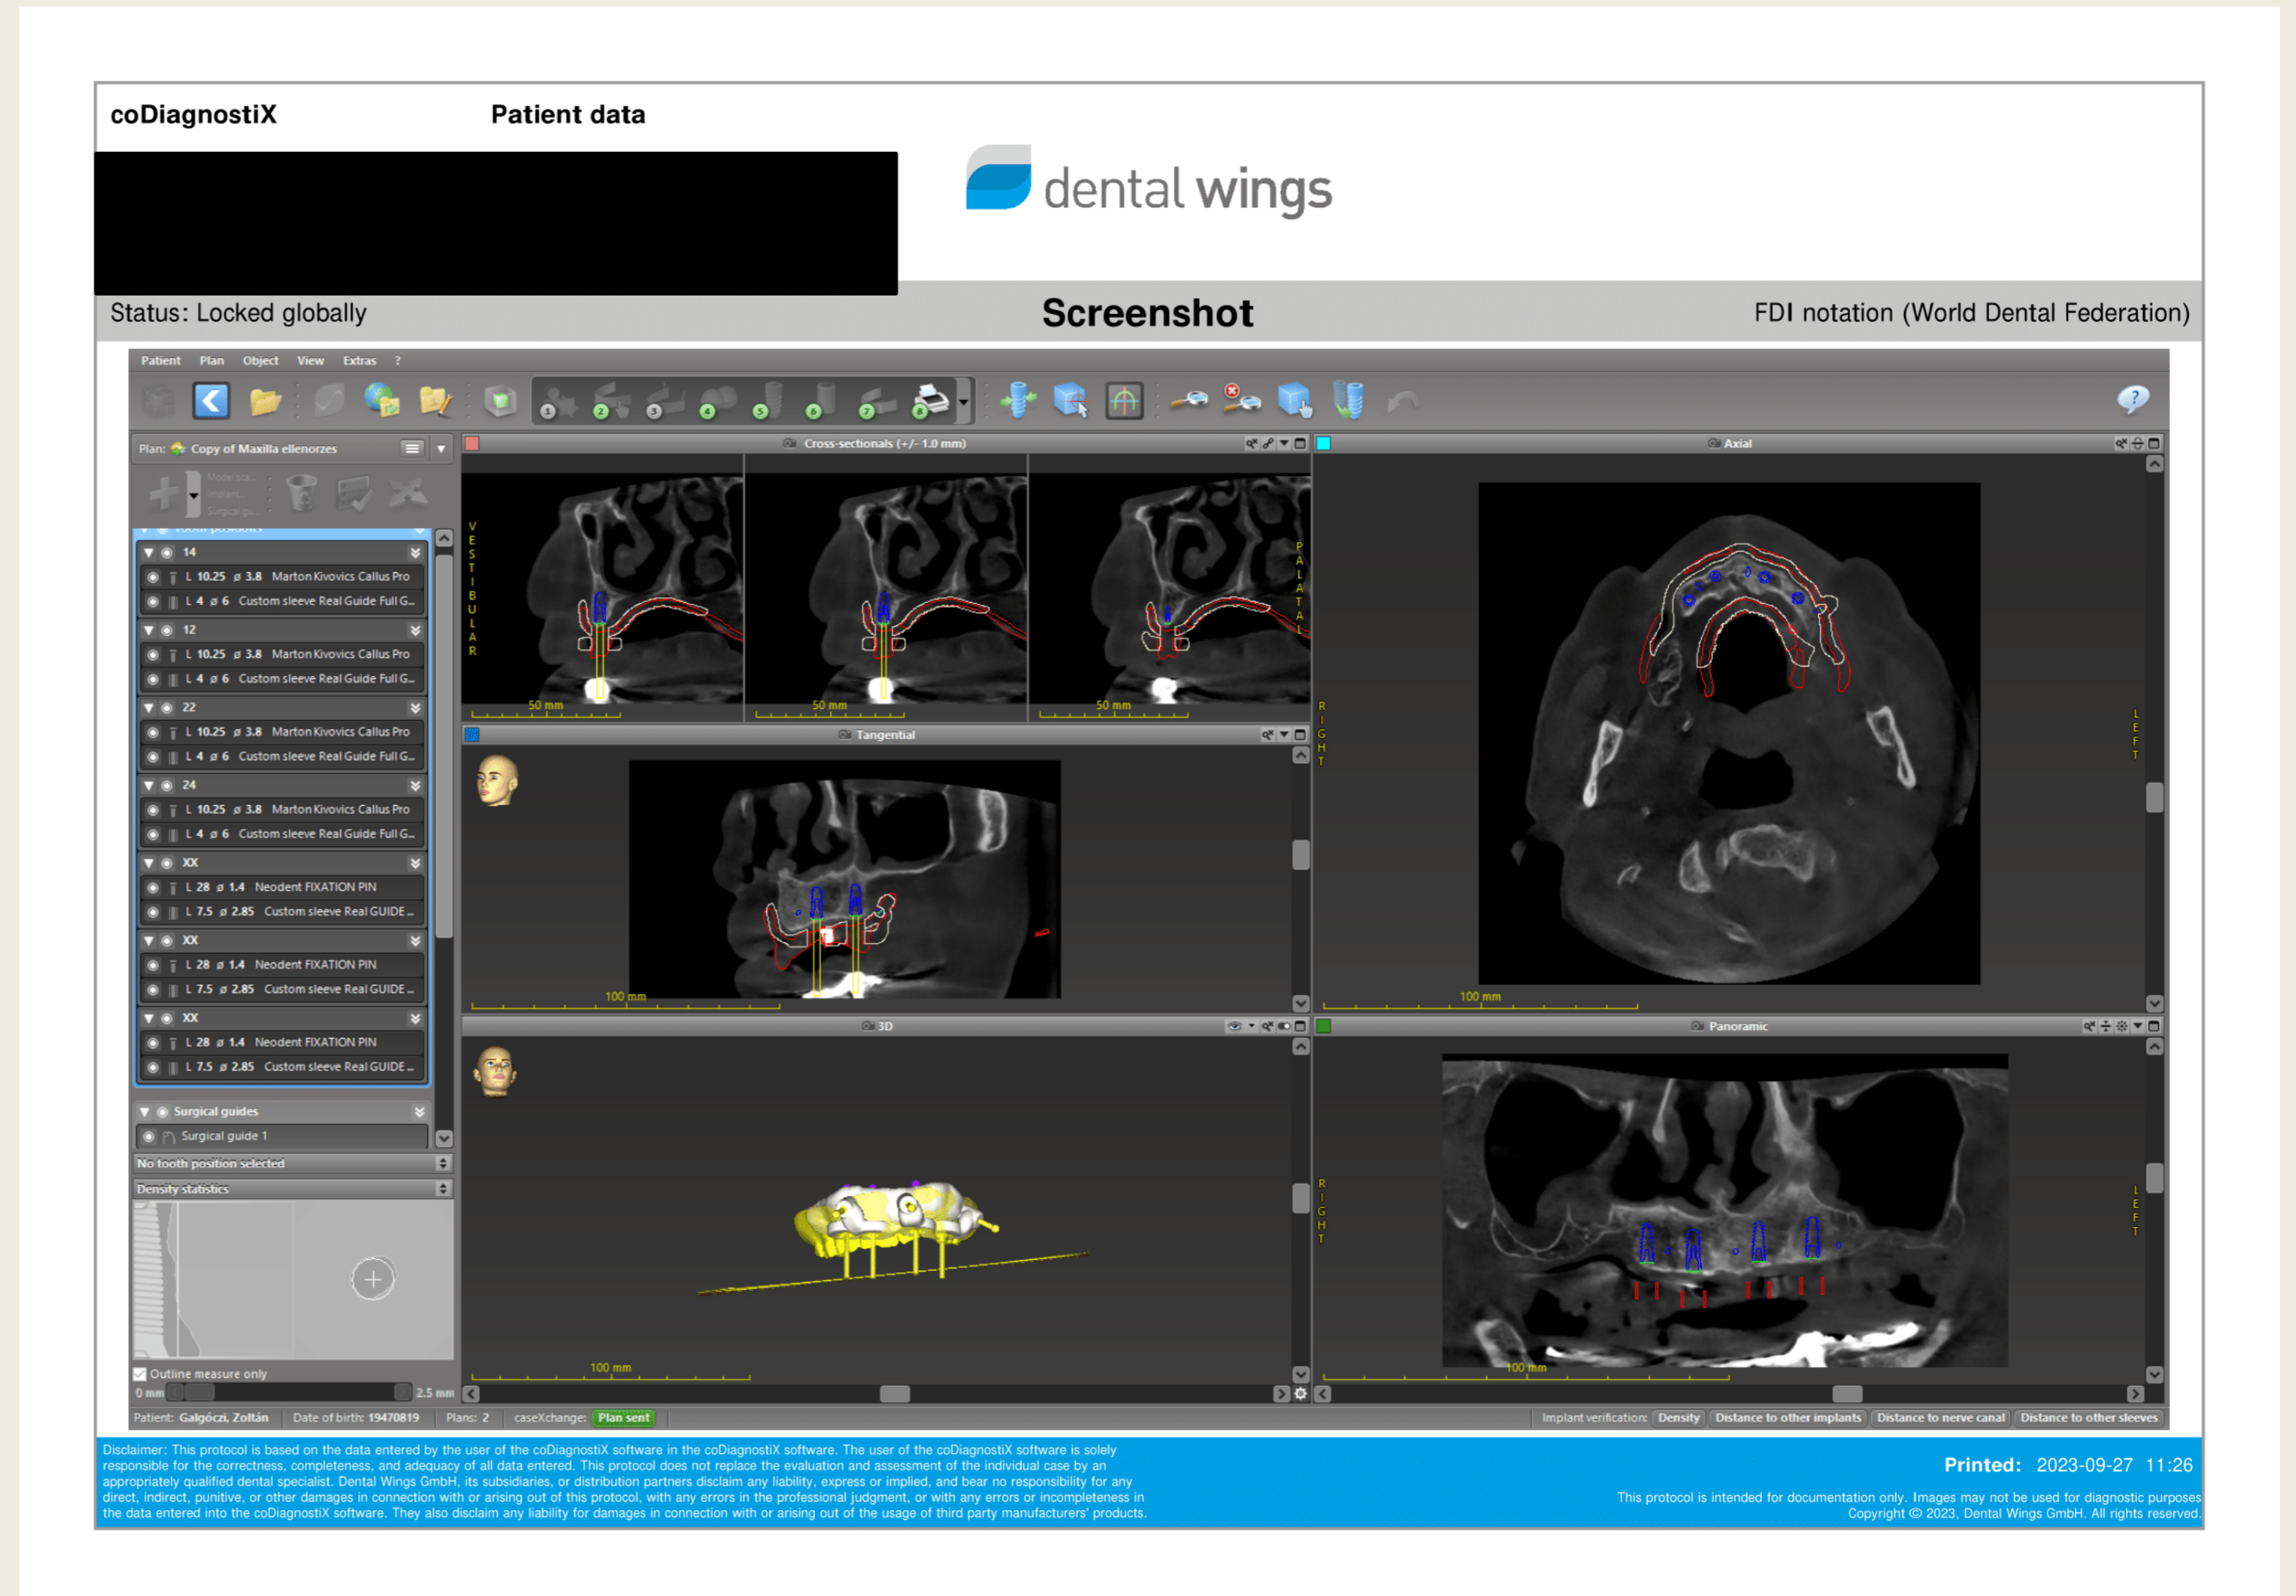 coDiagnostiX
Patient data
dental wings
Status: Locked globally
Screenshot
FDI notation (World Dental Federation)
Patient Plan Object View Extras ?
1 2 3 4 5 6 7 8
?
Plan: Copy of Maxilla ellenorzes
Model sca...
Implant...
Surgical gu...
Tooth positions
14
L 10.25 ø 3.8 Marton Kivovics Callus Pro
L 4 ø 6 Custom sleeve Real Guide Full G...
12
L 10.25 ø 3.8 Marton Kivovics Callus Pro
L 4 ø 6 Custom sleeve Real Guide Full G...
22
L 10.25 ø 3.8 Marton Kivovics Callus Pro
L 4 ø 6 Custom sleeve Real Guide Full G...
24
L 10.25 ø 3.8 Marton Kivovics Callus Pro
L 4 ø 6 Custom sleeve Real Guide Full G...
XX
L 28 ø 1.4 Neodent FIXATION PIN
L 7.5 ø 2.85 Custom sleeve Real GUIDE ...
XX
L 28 ø 1.4 Neodent FIXATION PIN
L 7.5 ø 2.85 Custom sleeve Real GUIDE ...
XX
L 28 ø 1.4 Neodent FIXATION PIN
L 7.5 ø 2.85 Custom sleeve Real GUIDE ...
Surgical guides
Surgical guide 1
No tooth position selected
Density statistics
Outline measure only
0 mm 2.5 mm
Cross-sectionals (+/- 1.0 mm)
VESTIBULAR
PALATAL
50 mm
50 mm
50 mm
Axial
RIGHT
LEFT
100 mm
Tangential
100 mm
3D
100 mm
Panoramic
RIGHT
LEFT
100 mm
Patient: Galgóczi, Zoltán Date of birth: 19470819 Plans: 2 caseXchange: Plan sent
Implant verification: Density Distance to other implants Distance to nerve canal Distance to other sleeves
Disclaimer: This protocol is based on the data entered by the user of the coDiagnostiX software in the coDiagnostiX software. The user of the coDiagnostiX software is solely
responsible for the correctness, completeness, and adequacy of all data entered. This protocol does not replace the evaluation and assessment of the individual case by an
appropriately qualified dental specialist. Dental Wings GmbH, its subsidiaries, or distribution partners disclaim any liability, express or implied, and bear no responsibility for any
direct, indirect, punitive, or other damages in connection with or arising out of this protocol, with any errors in the professional judgment, or with any errors or incompleteness in
the data entered into the coDiagnostiX software. They also disclaim any liability for damages in connection with or arising out of the usage of third party manufacturers' products.
Printed: 2023-09-27 11:26
This protocol is intended for documentation only. Images may not be used for diagnostic purposes
Copyright © 2023, Dental Wings GmbH. All rights reserved.